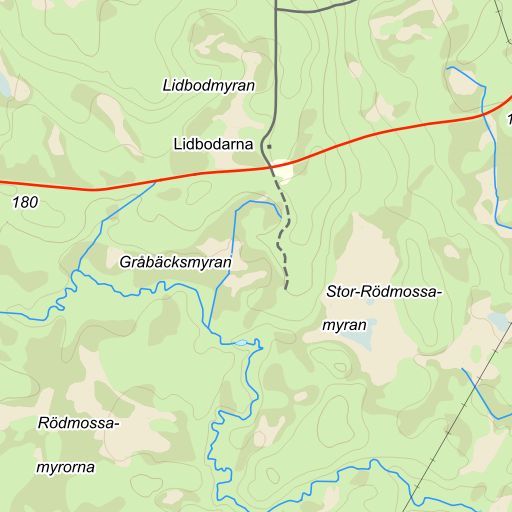 Lidbodmyran
Lidbodarna
180
Gråbäcksmyran
Stor-Rödmossa-
myran
Rödmossa-
myrorna